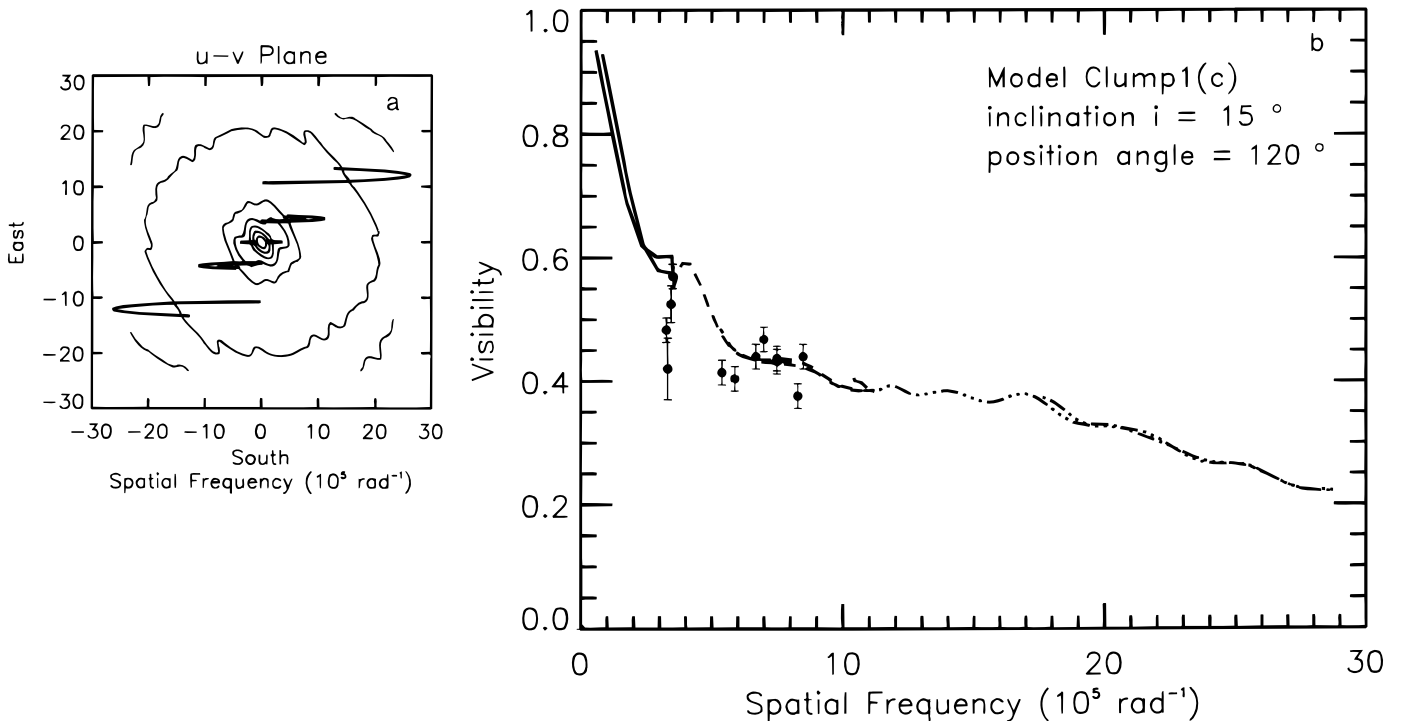 u-v Plane
a
30
20
10
0
-10
-20
-30
East
-30 -20 -10 0 10 20 30
South
Spatial Frequency (10⁵ rad⁻¹)
b
Model Clump1(c)
inclination i = 15 °
position angle = 120 °
1.0
0.8
0.6
0.4
0.2
0.0
Visibility
0 10 20 30
Spatial Frequency (10⁵ rad⁻¹)